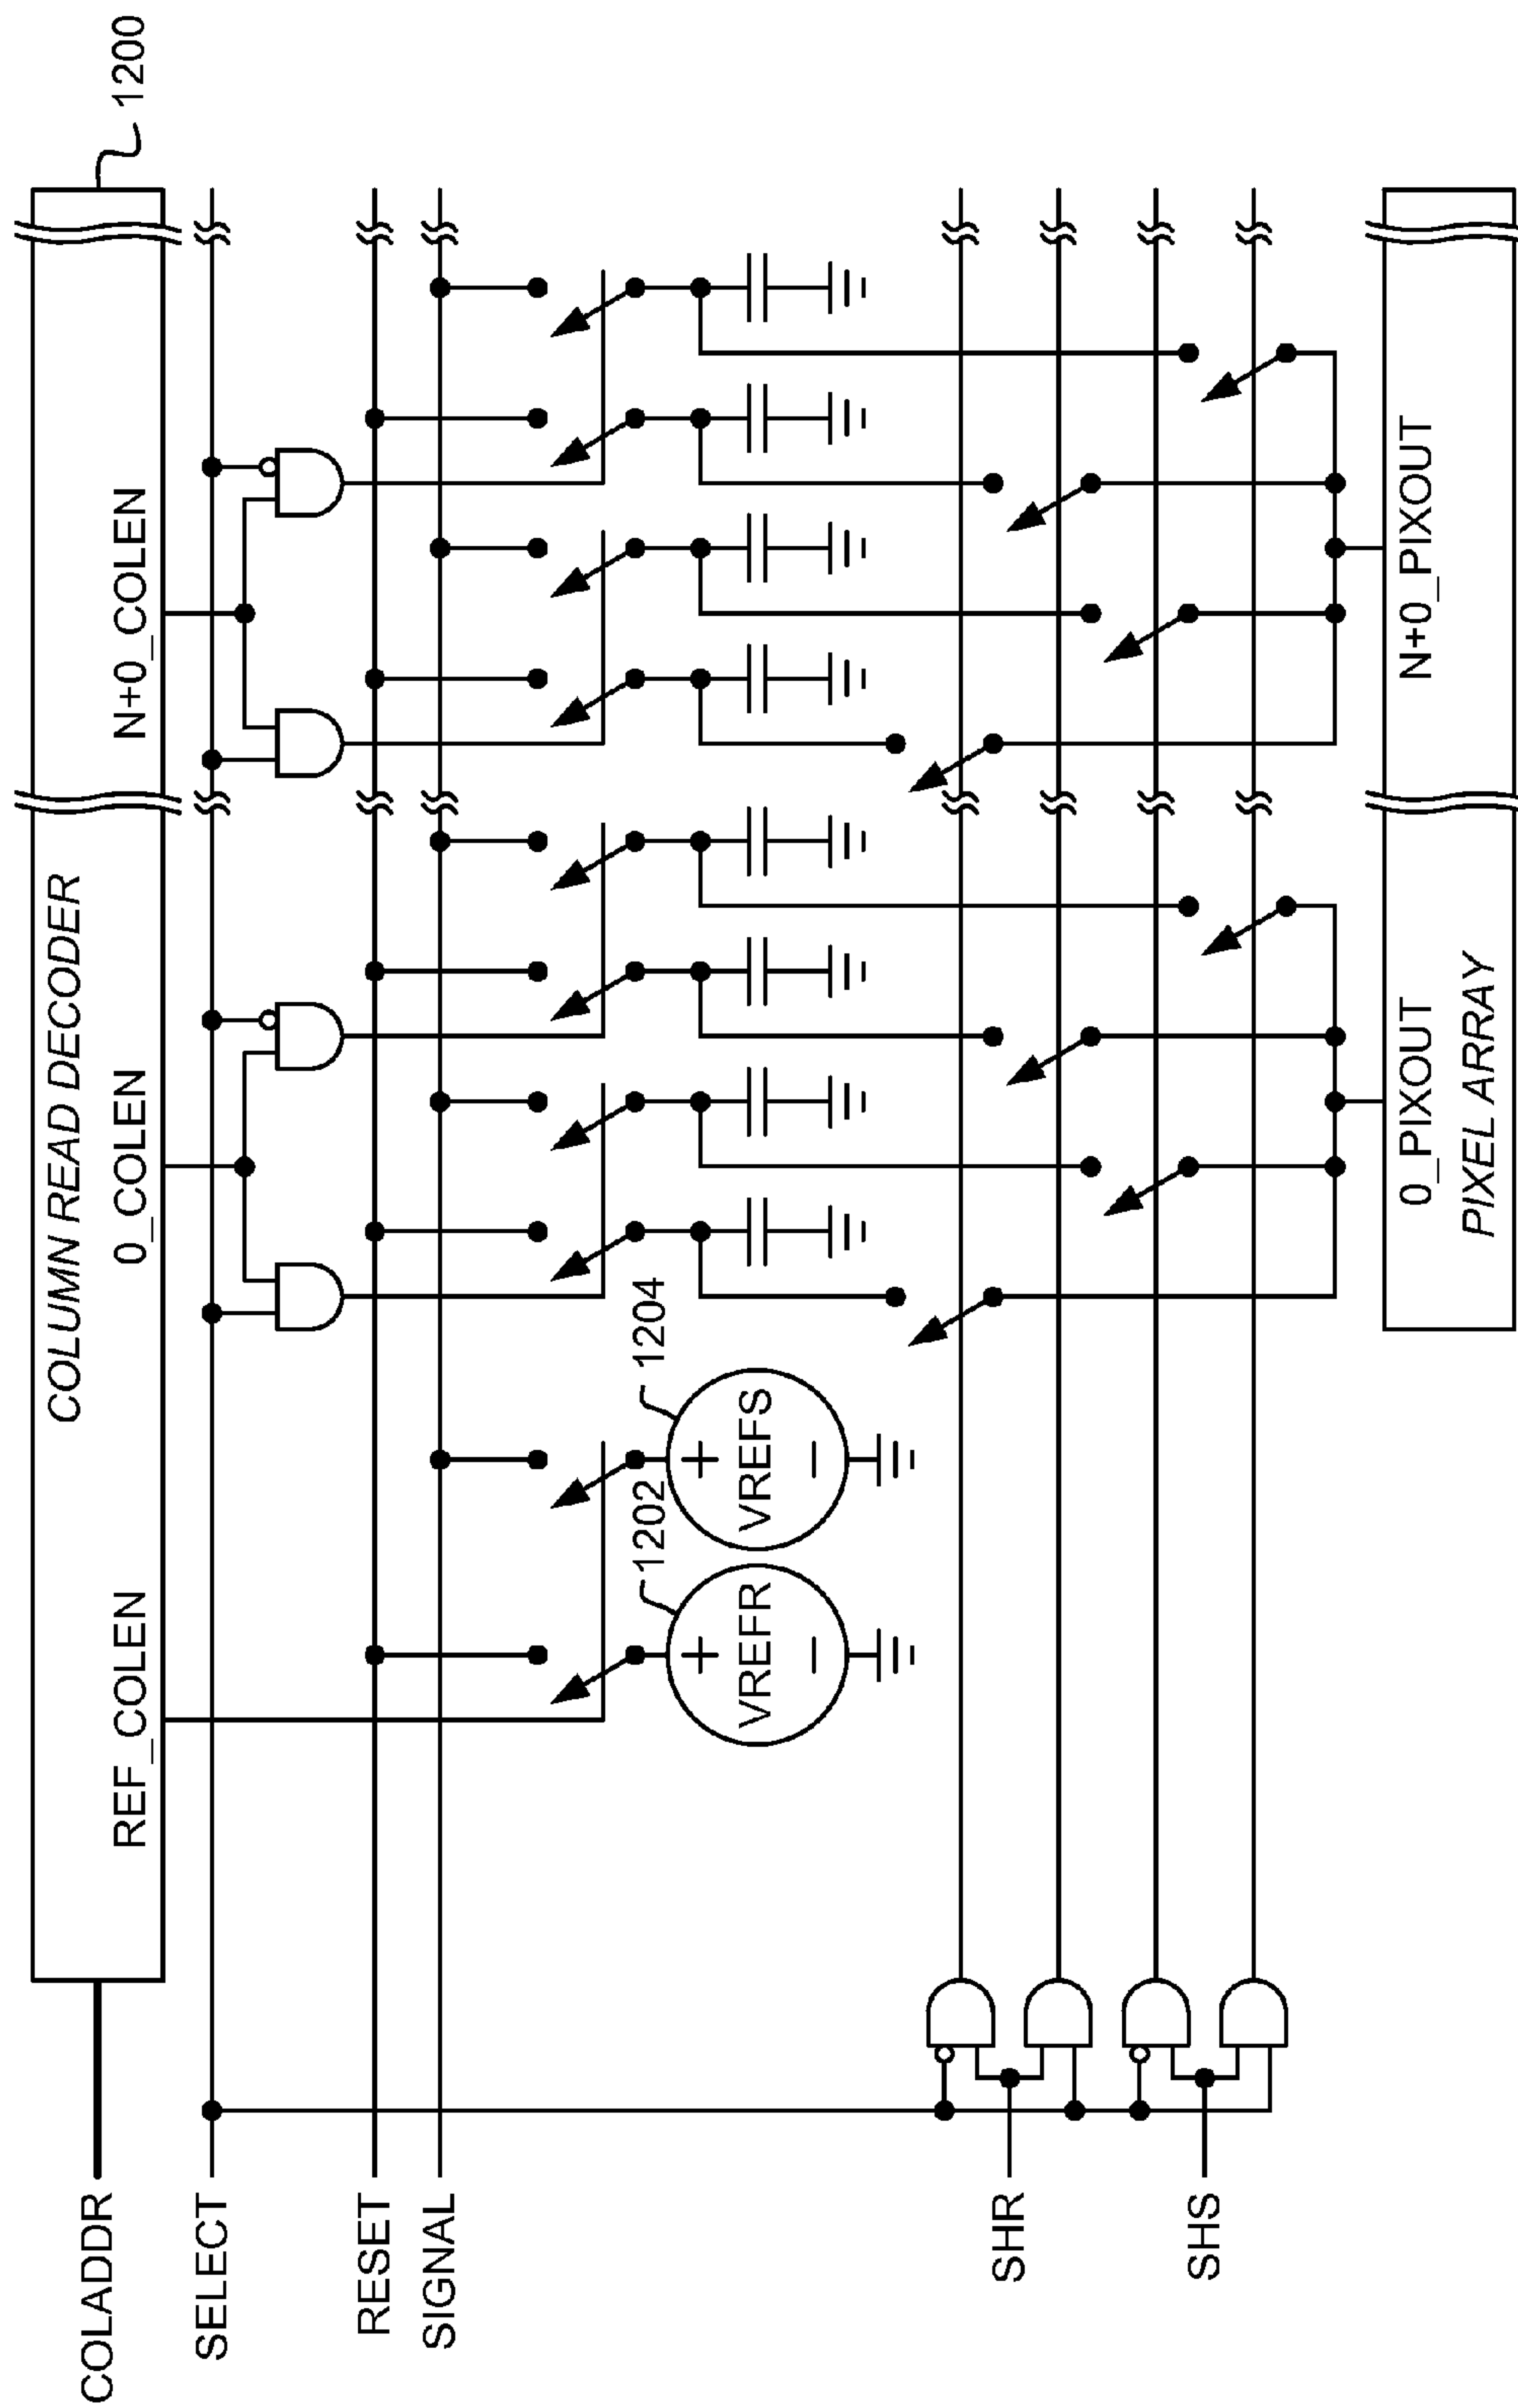 1200
COLUMN READ DECODER
REF_COLEN
0_COLEN
N+0_COLEN
COLADDR
SELECT
RESET
SIGNAL
1202
1204
+
VREFR
−
+
VREFS
−
SHR
SHS
0_PIXOUT
N+0_PIXOUT
PIXEL ARRAY